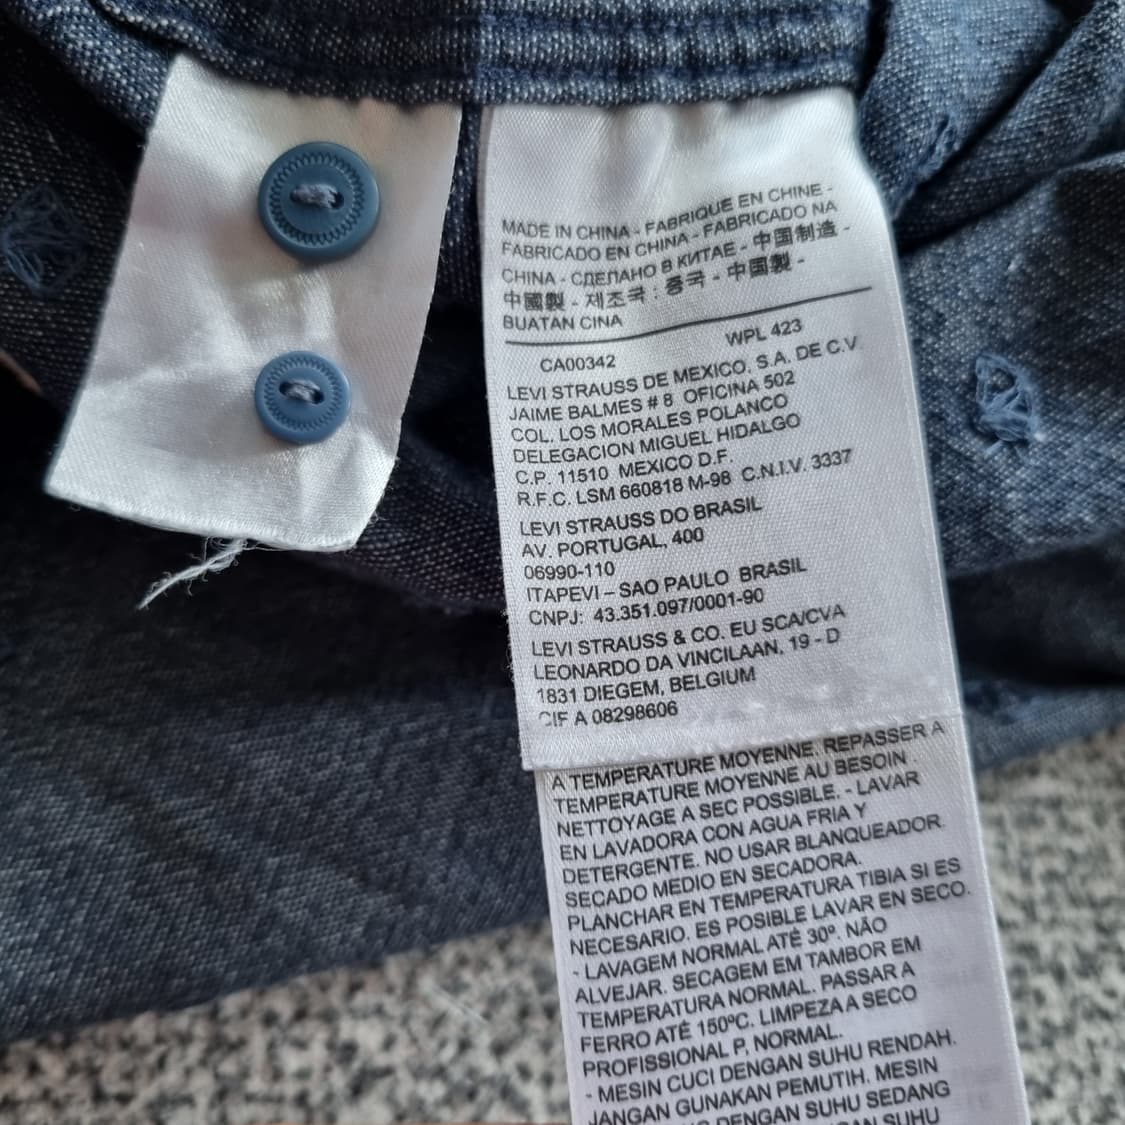 MADE IN CHINA - FABRIQUE EN CHINE -
FABRICADO EN CHINA - FABRICADO NA
CHINA - СДЕЛАНО В КИТАЕ - 中国制造 -
中國製 - 제조국 : 중국 - 中国製 -
BUATAN CINA
CA00342 WPL 423
LEVI STRAUSS DE MEXICO, S.A. DE C.V
JAIME BALMES # 8 OFICINA 502
COL. LOS MORALES POLANCO
DELEGACION MIGUEL HIDALGO
C.P. 11510 MEXICO D.F.
R.F.C. LSM 660818 M-98 C.N.I.V. 3337
LEVI STRAUSS DO BRASIL
AV. PORTUGAL, 400
06990-110
ITAPEVI – SAO PAULO BRASIL
CNPJ: 43.351.097/0001-90
LEVI STRAUSS & CO. EU SCA/CVA
LEONARDO DA VINCILAAN, 19 - D
1831 DIEGEM, BELGIUM
CIF A 08298606
A TEMPERATURE MOYENNE. REPASSER A
TEMPERATURE MOYENNE AU BESOIN .
NETTOYAGE A SEC POSSIBLE. - LAVAR
EN LAVADORA CON AGUA FRIA Y
DETERGENTE. NO USAR BLANQUEADOR.
SECADO MEDIO EN SECADORA.
PLANCHAR EN TEMPERATURA TIBIA SI ES
NECESARIO. ES POSIBLE LAVAR EN SECO.
- LAVAGEM NORMAL ATÉ 30º. NÃO
ALVEJAR. SECAGEM EM TAMBOR EM
TEMPERATURA NORMAL. PASSAR A
FERRO ATÉ 150ºC. LIMPEZA A SECO
PROFISSIONAL P, NORMAL.
- MESIN CUCI DENGAN SUHU RENDAH.
JANGAN GUNAKAN PEMUTIH. MESIN
DENGAN SUHU SEDANG
SUHU